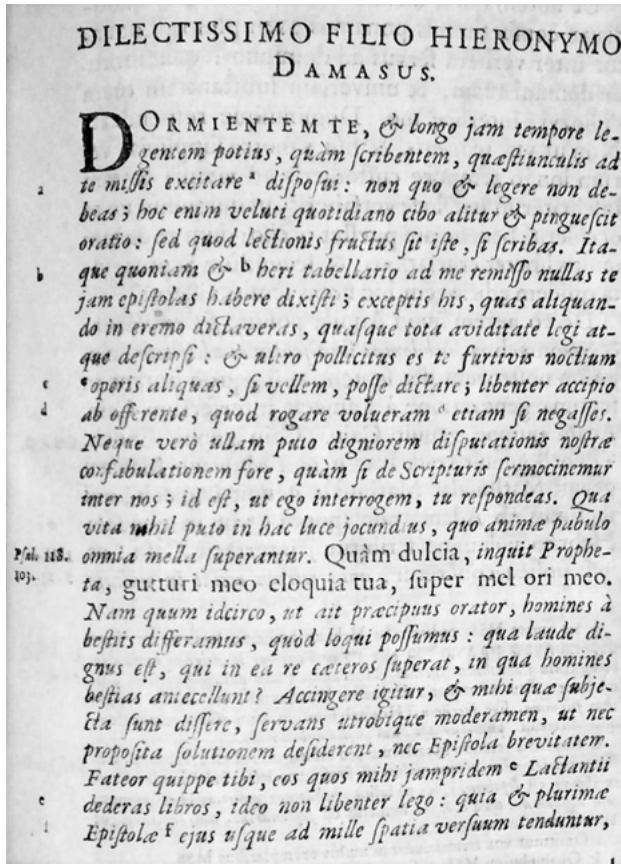 DILECTISSIMO FILIO HIERONYMO
DAMASUS.
DORMIENTEM TE, & longo jam tempore le-
gentem potius, quàm ſcribentem, quæſtiunculis ad
a te miſſis excitare ᵃ diſpoſui: non quo & legere non de-
beas; hoc enim veluti quotidiano cibo alitur & pingueſcit
oratio: ſed quod lectionis fructus ſit iſte, ſi ſcribas. Ita-
b que quoniam & ᵇ heri tabellario ad me remiſſo nullas te
jam epiſtolas habere dixiſti; exceptis his, quas aliquan-
do in eremo dictaveras, quaſque tota aviditate legi at-
que deſcripſi: & ultro pollicitus es te furtivis noctium
c ᶜ operis aliquas, ſi vellem, poſſe dictare; libenter accipio
d ab offerente, quod rogare volueram etiam ſi negaſſes.
Neque verò ullam puto digniorem diſputationis noſtræ
confabulationem fore, quàm ſi de Scripturis ſermocinemur
inter nos; id eſt, ut ego interrogem, tu reſpondeas. Qua
vita nihil puto in hac luce jocundius, quo animæ pabulo
Pſal. 118. omnia mella ſuperantur. Quàm dulcia, inquit Prophe-
103. ta, gutturi meo eloquia tua, ſuper mel ori meo.
Nam quum idcirco, ut ait præcipuus orator, homines à
beſtiis differamus, quòd loqui poſſumus: qua laude di-
gnus eſt, qui in ea re cæteros ſuperat, in qua homines
beſtias antecellunt? Accingere igitur, & mihi quæ ſubje-
cta ſunt diſſere, ſervans utrobique moderamen, ut nec
propoſita ſolutionem deſiderent, nec Epiſtola brevitatem.
Fateor quippe tibi, eos quos mihi jampridem ᵉ Lactantii
e dederas libros, ideo non libenter lego: quia & plurimæ
f Epiſtolæ ᶠ ejus uſque ad mille ſpatia verſuum tenduntur,